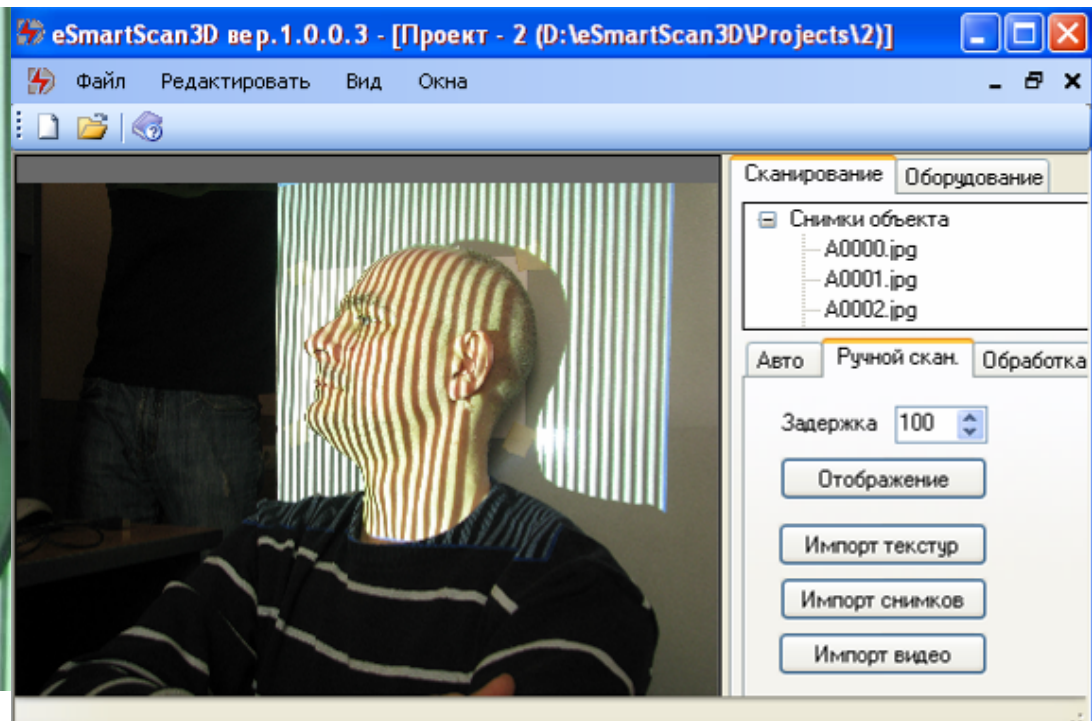 eSmartScan3D вер.1.0.0.3 - [Проект - 2 (D:\eSmartScan3D\Projects\2)]
Файл Редактировать Вид Окна
Сканирование Оборудование
Снимки объекта
A0000.jpg
A0001.jpg
A0002.jpg
Авто Ручной скан. Обработка
Задержка 100
Отображение
Импорт текстур
Импорт снимков
Импорт видео